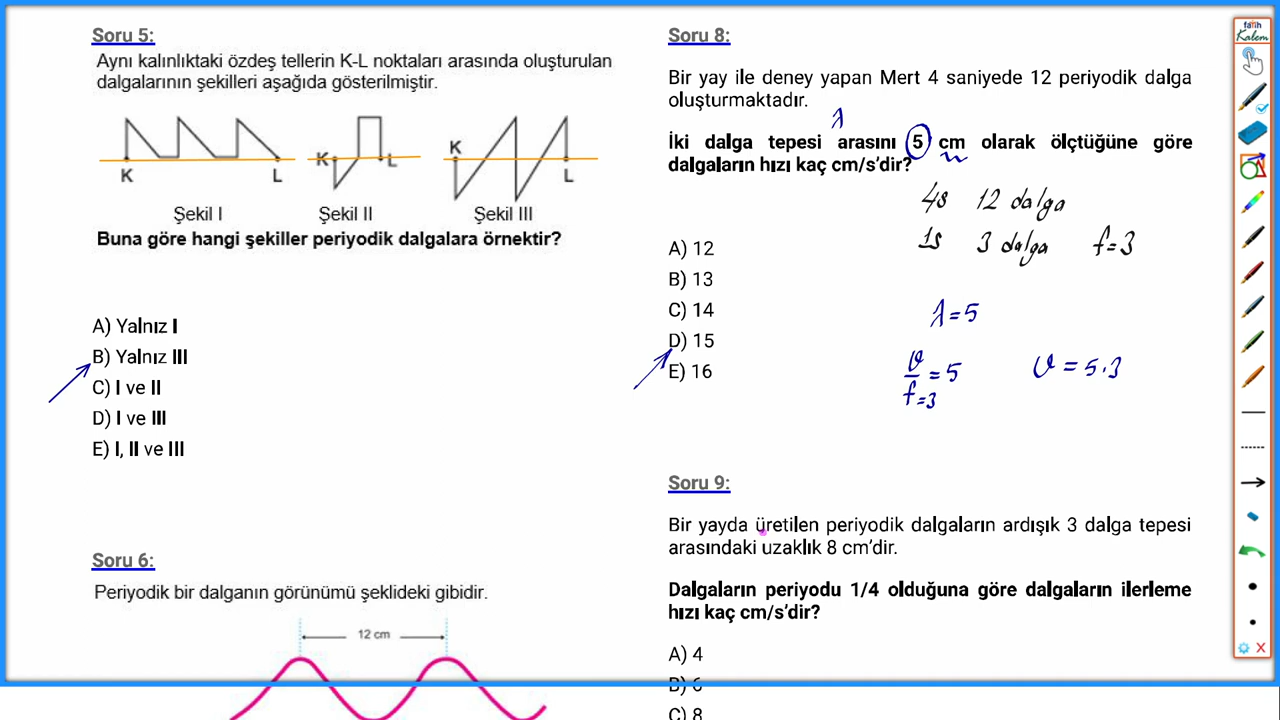 Soru 5:
Aynı kalınlıktaki özdeş tellerin K-L noktaları arasında oluşturulan
dalgalarının şekilleri aşağıda gösterilmiştir.
K
L
K
L
K
L
Şekil I
Şekil II
Şekil III
Buna göre hangi şekiller periyodik dalgalara örnektir?
A) Yalnız I
B) Yalnız III
C) I ve II
D) I ve III
E) I, II ve III
Soru 6:
Periyodik bir dalganın görünümü şeklideki gibidir.
12 cm
Soru 8:
Bir yay ile deney yapan Mert 4 saniyede 12 periyodik dalga
oluşturmaktadır.
λ
İki dalga tepesi arasını 5 cm olarak ölçtüğüne göre
dalgaların hızı kaç cm/s’dir?
4s 12 dalga
1s 3 dalga f=3
A) 12
B) 13
C) 14
D) 15
E) 16
λ=5
ϑ/f=3 =5 ϑ = 5.3
Soru 9:
Bir yayda üretilen periyodik dalgaların ardışık 3 dalga tepesi
arasındaki uzaklık 8 cm’dir.
Dalgaların periyodu 1/4 olduğuna göre dalgaların ilerleme
hızı kaç cm/s’dir?
A) 4
B) 6
C) 8
fatih
Kalem